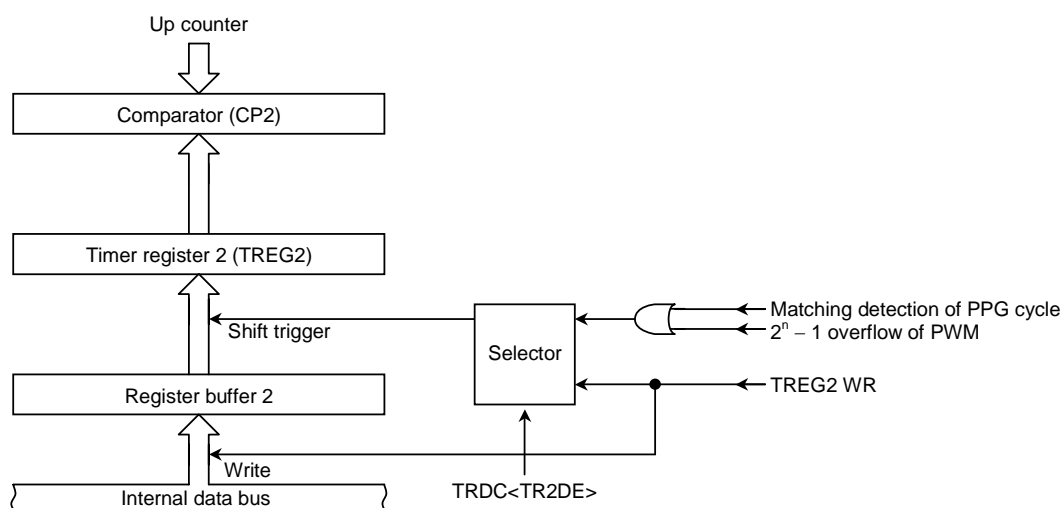 Up counter
Comparator (CP2)
Timer register 2 (TREG2)
Matching detection of PPG cycle
2ⁿ – 1 overflow of PWM
Shift trigger
Selector
Register buffer 2
TREG2 WR
Write
TRDC<TR2DE>
Internal data bus